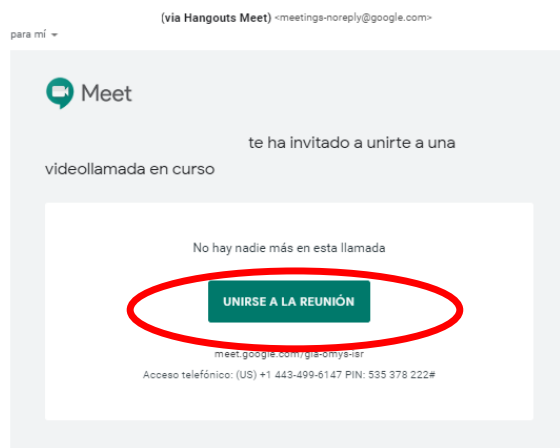 (via Hangouts Meet) <meetings-noreply@google.com>
para mí
Meet
te ha invitado a unirte a una
videollamada en curso
No hay nadie más en esta llamada
UNIRSE A LA REUNIÓN
meet.google.com/gia-omys-isr
Acceso telefónico: (US) +1 443-499-6147 PIN: 535 378 222#